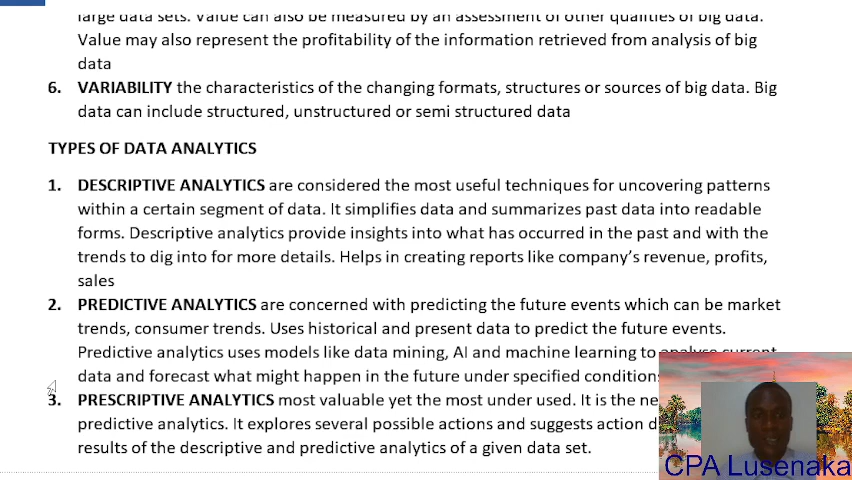 large data sets. Value can also be measured by an assessment of other qualities of big data.
Value may also represent the profitability of the information retrieved from analysis of big
data
6. VARIABILITY the characteristics of the changing formats, structures or sources of big data. Big
data can include structured, unstructured or semi structured data
TYPES OF DATA ANALYTICS
1. DESCRIPTIVE ANALYTICS are considered the most useful techniques for uncovering patterns
within a certain segment of data. It simplifies data and summarizes past data into readable
forms. Descriptive analytics provide insights into what has occurred in the past and with the
trends to dig into for more details. Helps in creating reports like company's revenue, profits,
sales
2. PREDICTIVE ANALYTICS are concerned with predicting the future events which can be market
trends, consumer trends. Uses historical and present data to predict the future events.
Predictive analytics uses models like data mining, AI and machine learning to analyse current
data and forecast what might happen in the future under specified condition
3. PRESCRIPTIVE ANALYTICS most valuable yet the most under used. It is the
predictive analytics. It explores several possible actions and suggests action
results of the descriptive and predictive analytics of a given data set.
CPA Lusenaka